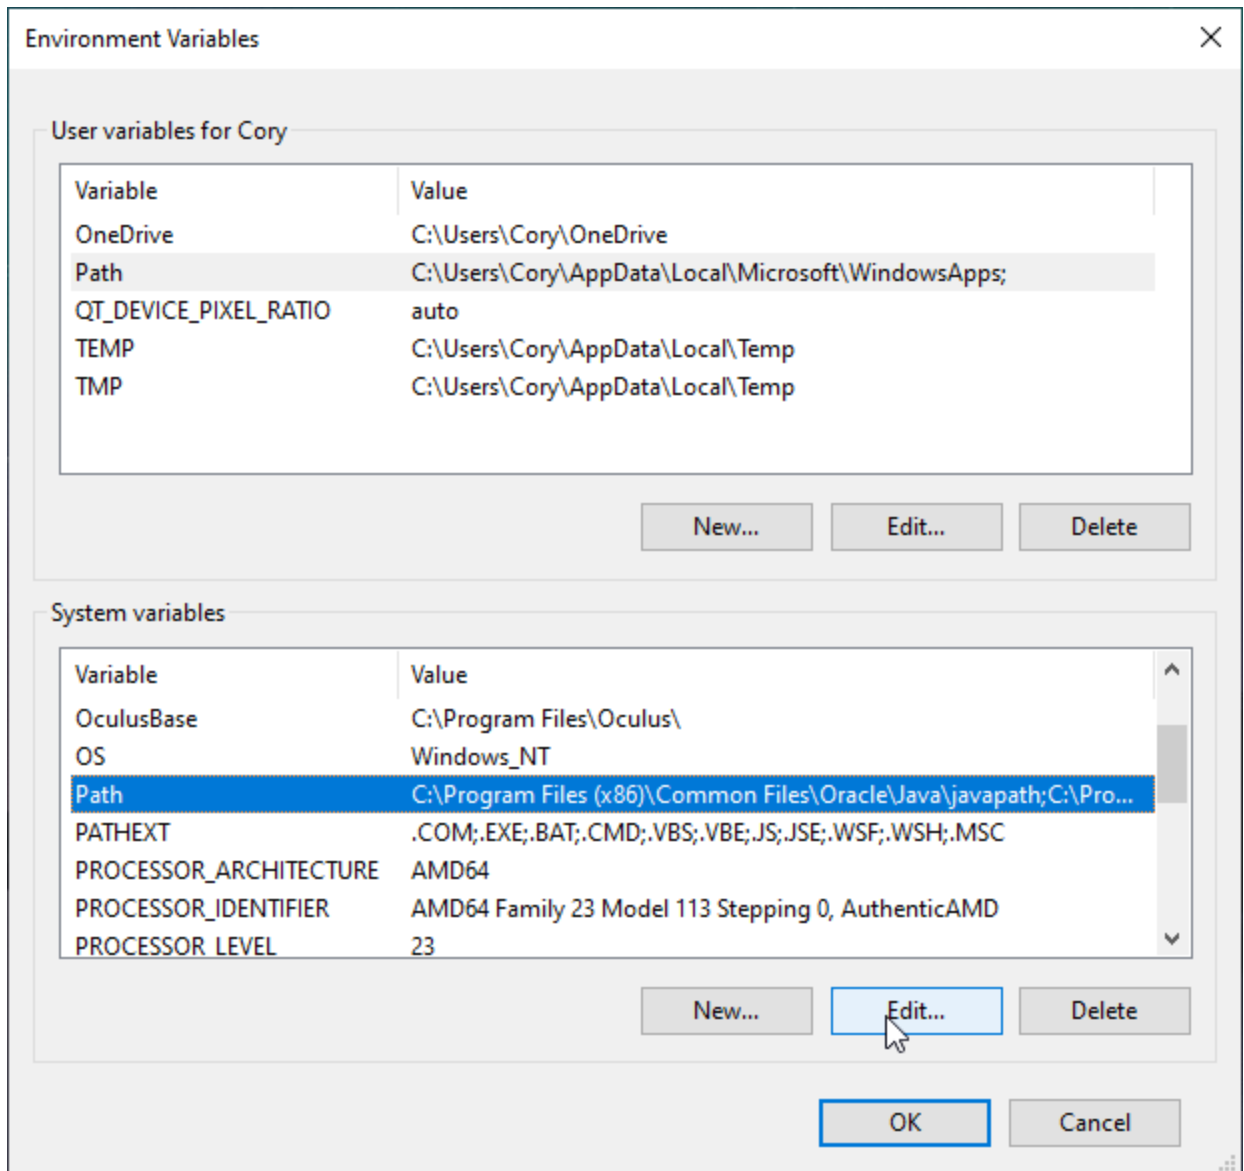 Environment Variables
User variables for Cory
Variable Value
OneDrive C:\Users\Cory\OneDrive
Path C:\Users\Cory\AppData\Local\Microsoft\WindowsApps;
QT_DEVICE_PIXEL_RATIO auto
TEMP C:\Users\Cory\AppData\Local\Temp
TMP C:\Users\Cory\AppData\Local\Temp
New... Edit... Delete
System variables
Variable Value
OculusBase C:\Program Files\Oculus\
OS Windows_NT
Path C:\Program Files (x86)\Common Files\Oracle\Java\javapath;C:\Pro...
PATHEXT .COM;.EXE;.BAT;.CMD;.VBS;.VBE;.JS;.JSE;.WSF;.WSH;.MSC
PROCESSOR_ARCHITECTURE AMD64
PROCESSOR_IDENTIFIER AMD64 Family 23 Model 113 Stepping 0, AuthenticAMD
PROCESSOR_LEVEL 23
New... Edit... Delete
OK Cancel